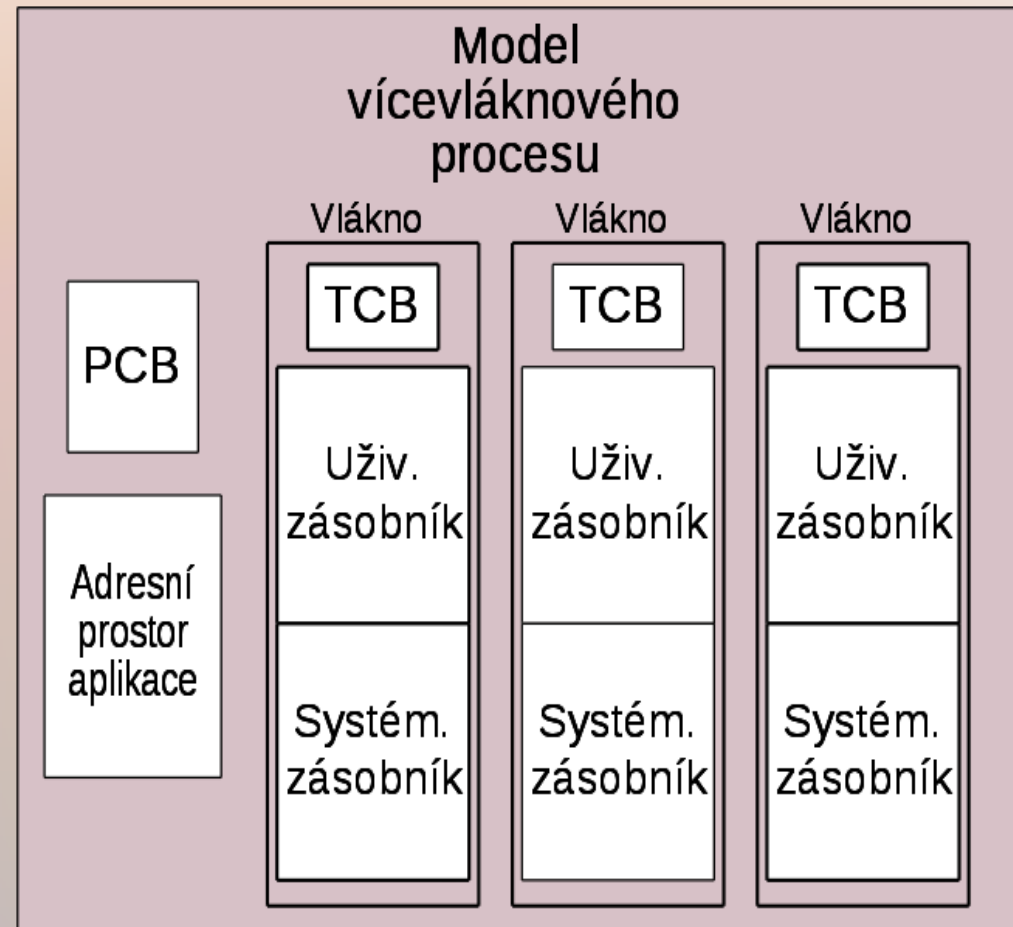 Model
vícevláknového
procesu
Vlákno
Vlákno
Vlákno
PCB
Adresní
prostor
aplikace
TCB
Uživ.
zásobník
Systém.
zásobník
TCB
Uživ.
zásobník
Systém.
zásobník
TCB
Uživ.
zásobník
Systém.
zásobník